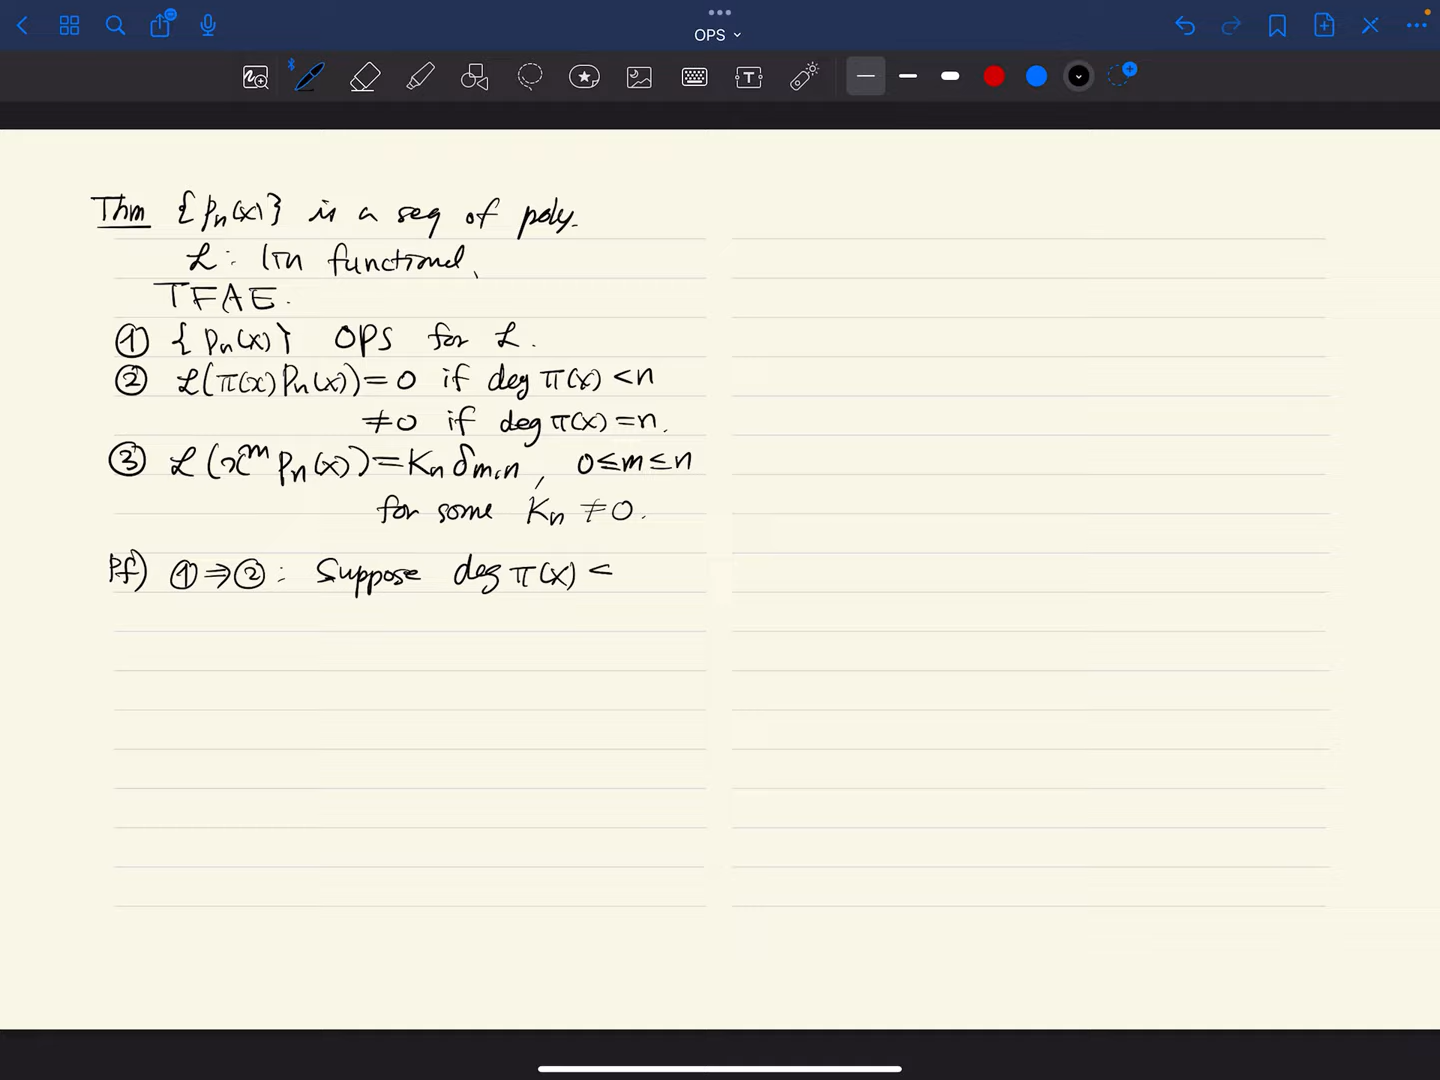 OPS
Thm {Pn(x)} is a seq of poly.
L : lin functional.
TFAE.
① {Pn(x)} OPS for L.
② L(π(x)Pn(x)) = 0 if deg π(x) < n
≠0 if deg π(x) = n.
③ L(x^m Pn(x)) = Kn δm,n, 0≤m≤n
for some Kn ≠ 0.
Pf) ①⇒② : Suppose deg π(x) <